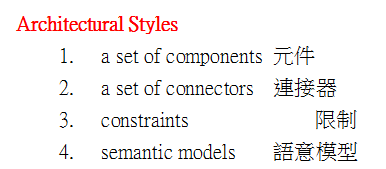 Architectural Styles
1. a set of components 元件
2. a set of connectors 連接器
3. constraints 限制
4. semantic models 語意模型